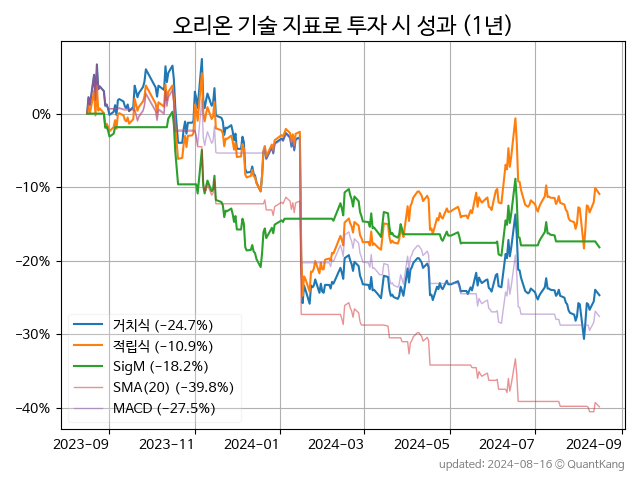 오리온 기술 지표로 투자 시 성과 (1년)
0%
−10%
−20%
−30%
−40%
거치식 (−24.7%)
적립식 (−10.9%)
SigM (−18.2%)
SMA(20) (−39.8%)
MACD (−27.5%)
2023−09 2023−11 2024−01 2024−03 2024−05 2024−07 2024−09
updated: 2024−08−16 © QuantKang